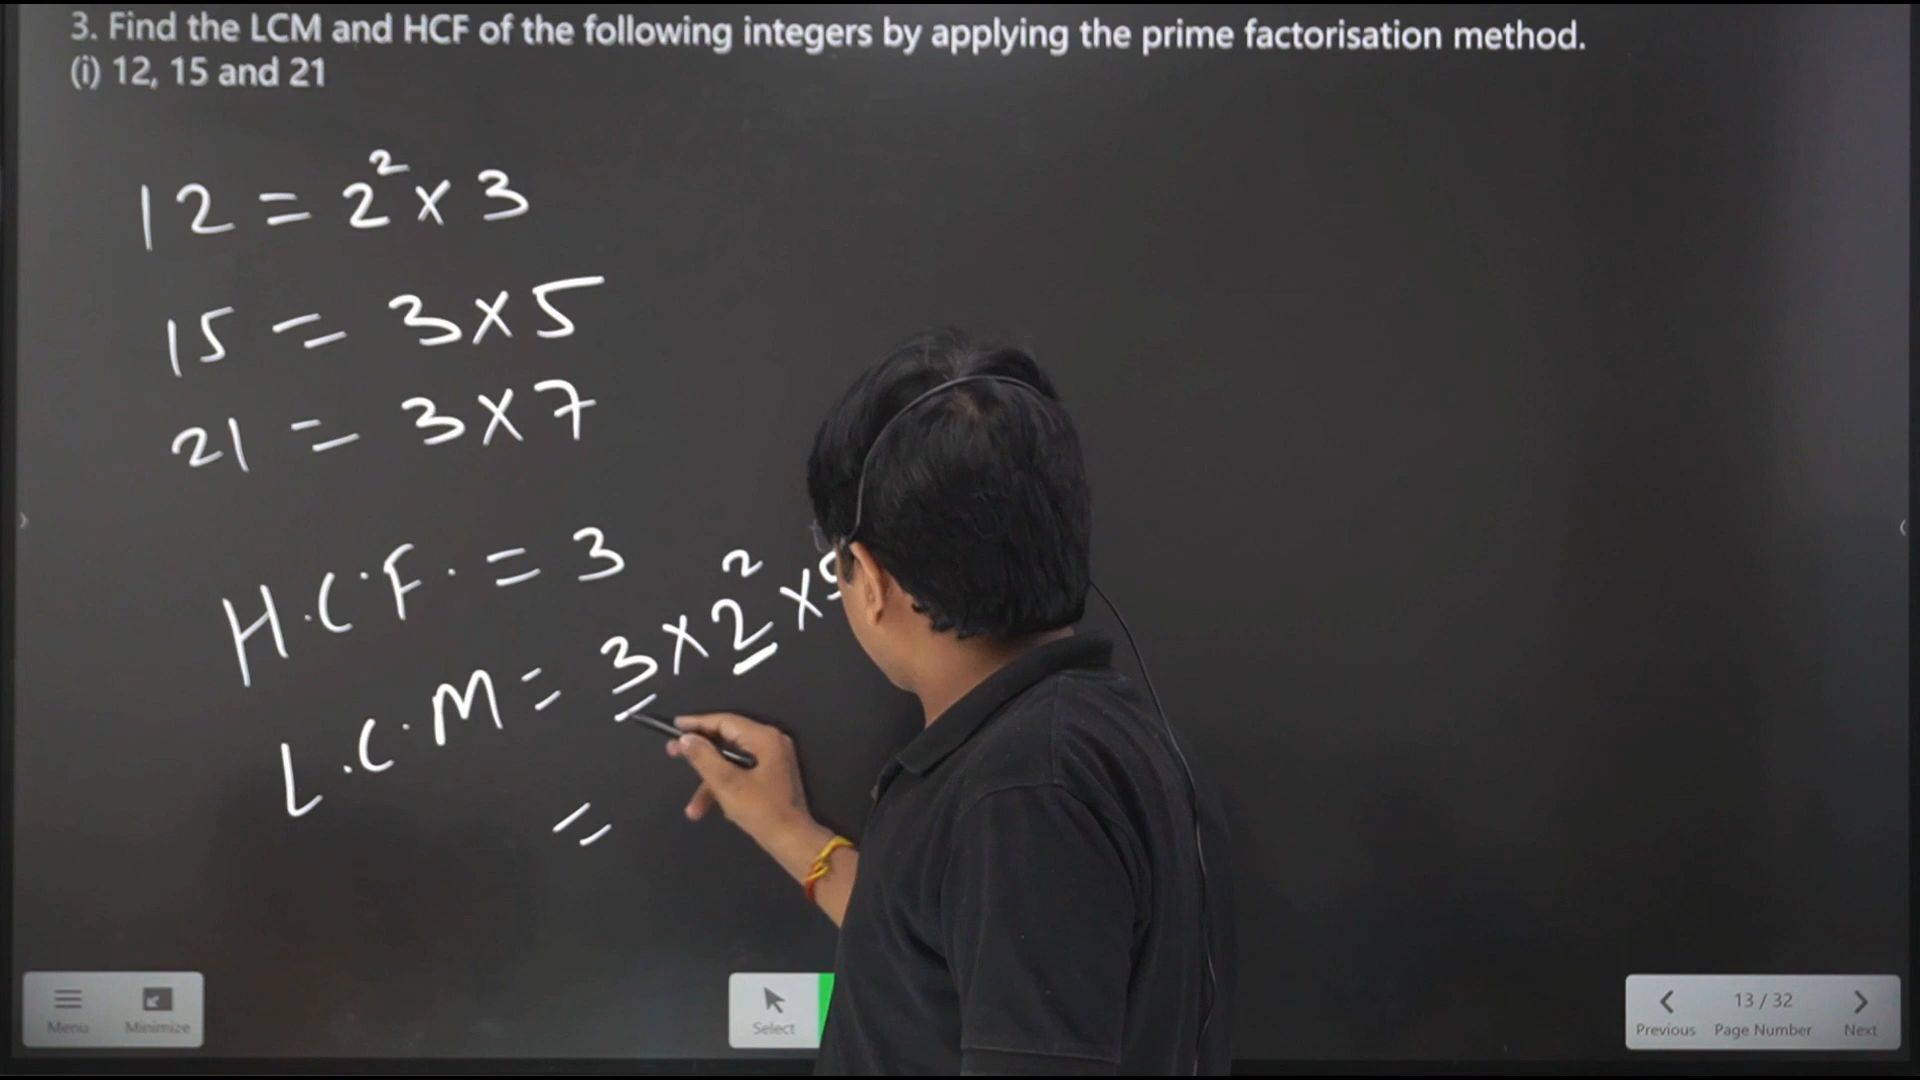 3. Find the LCM and HCF of the following integers by applying the prime factorisation method.
(i) 12, 15 and 21
12 = 2² × 3
15 = 3 × 5
21 = 3 × 7
H.C.F. = 3
L.C.M = 3 × 2² × 5
=
Menu
Minimize
Select
13 / 32
Previous Page Number Next